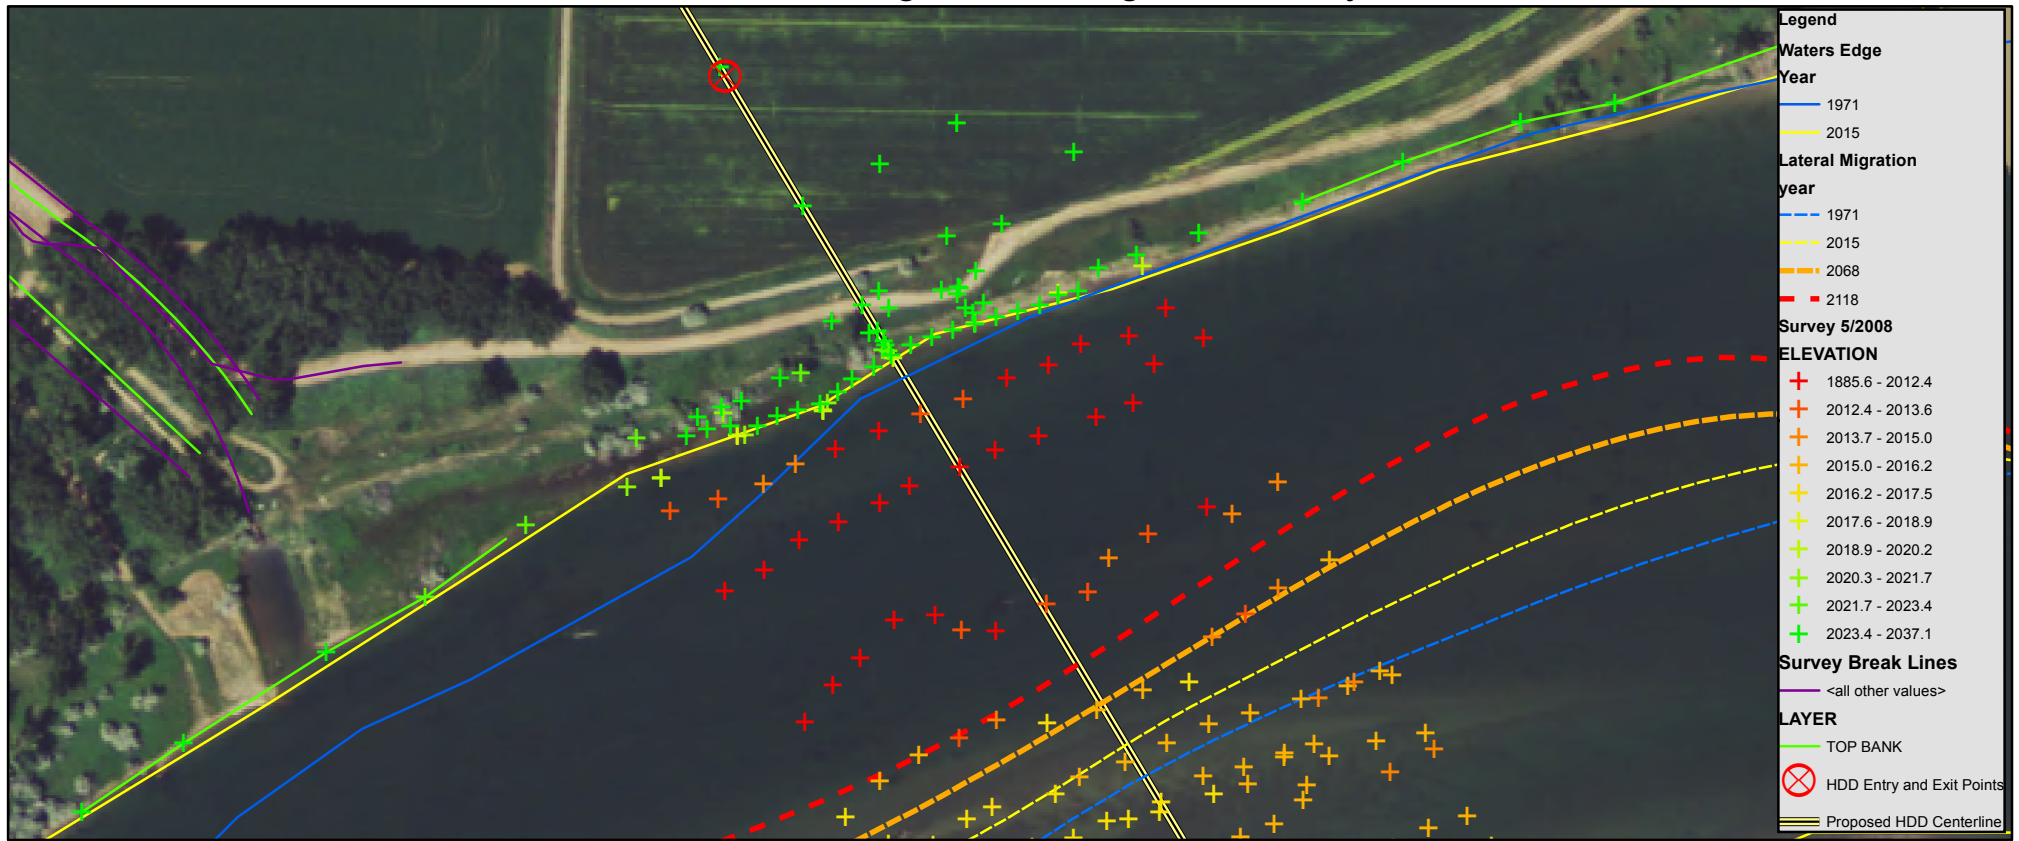 Legend
Waters Edge
Year
1971
2015
Lateral Migration
year
1971
2015
2068
2118
Survey 5/2008
ELEVATION
1885.6 - 2012.4
2012.4 - 2013.6
2013.7 - 2015.0
2015.0 - 2016.2
2016.2 - 2017.5
2017.6 - 2018.9
2018.9 - 2020.2
2020.3 - 2021.7
2021.7 - 2023.4
2023.4 - 2037.1
Survey Break Lines
<all other values>
LAYER
TOP BANK
HDD Entry and Exit Points
Proposed HDD Centerline